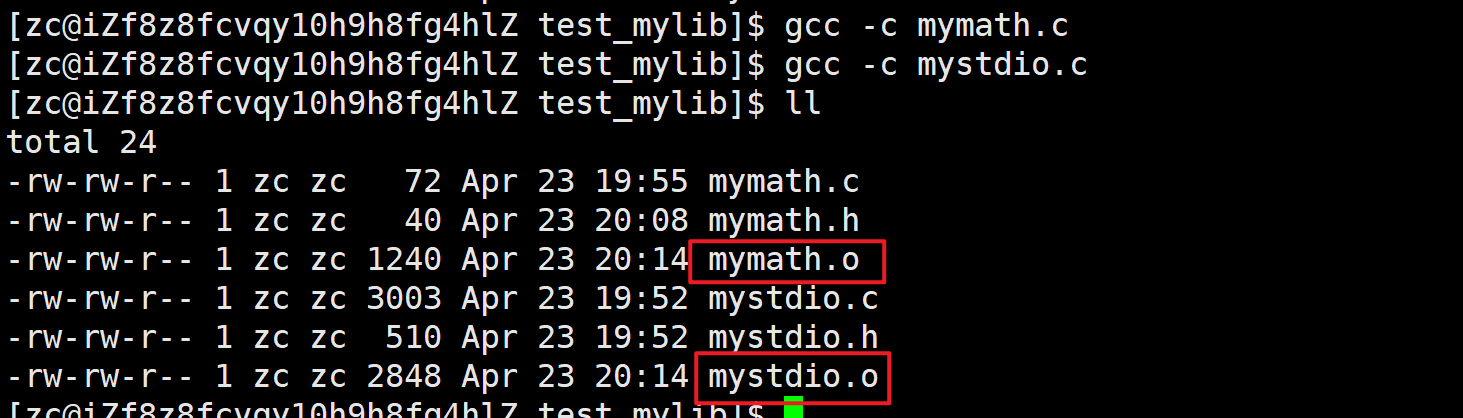 [zc@iZf8z8fcvqy10h9h8fg4hlZ test_mylib]$ gcc -c mymath.c
[zc@iZf8z8fcvqy10h9h8fg4hlZ test_mylib]$ gcc -c mystdio.c
[zc@iZf8z8fcvqy10h9h8fg4hlZ test_mylib]$ ll
total 24
-rw-rw-r-- 1 zc zc   72 Apr 23 19:55 mymath.c
-rw-rw-r-- 1 zc zc   40 Apr 23 20:08 mymath.h
-rw-rw-r-- 1 zc zc 1240 Apr 23 20:14 mymath.o
-rw-rw-r-- 1 zc zc 3003 Apr 23 19:52 mystdio.c
-rw-rw-r-- 1 zc zc  510 Apr 23 19:52 mystdio.h
-rw-rw-r-- 1 zc zc 2848 Apr 23 20:14 mystdio.o
[zc@iZf8z8fcvqy10h9h8fg4hlZ test_mylib]$